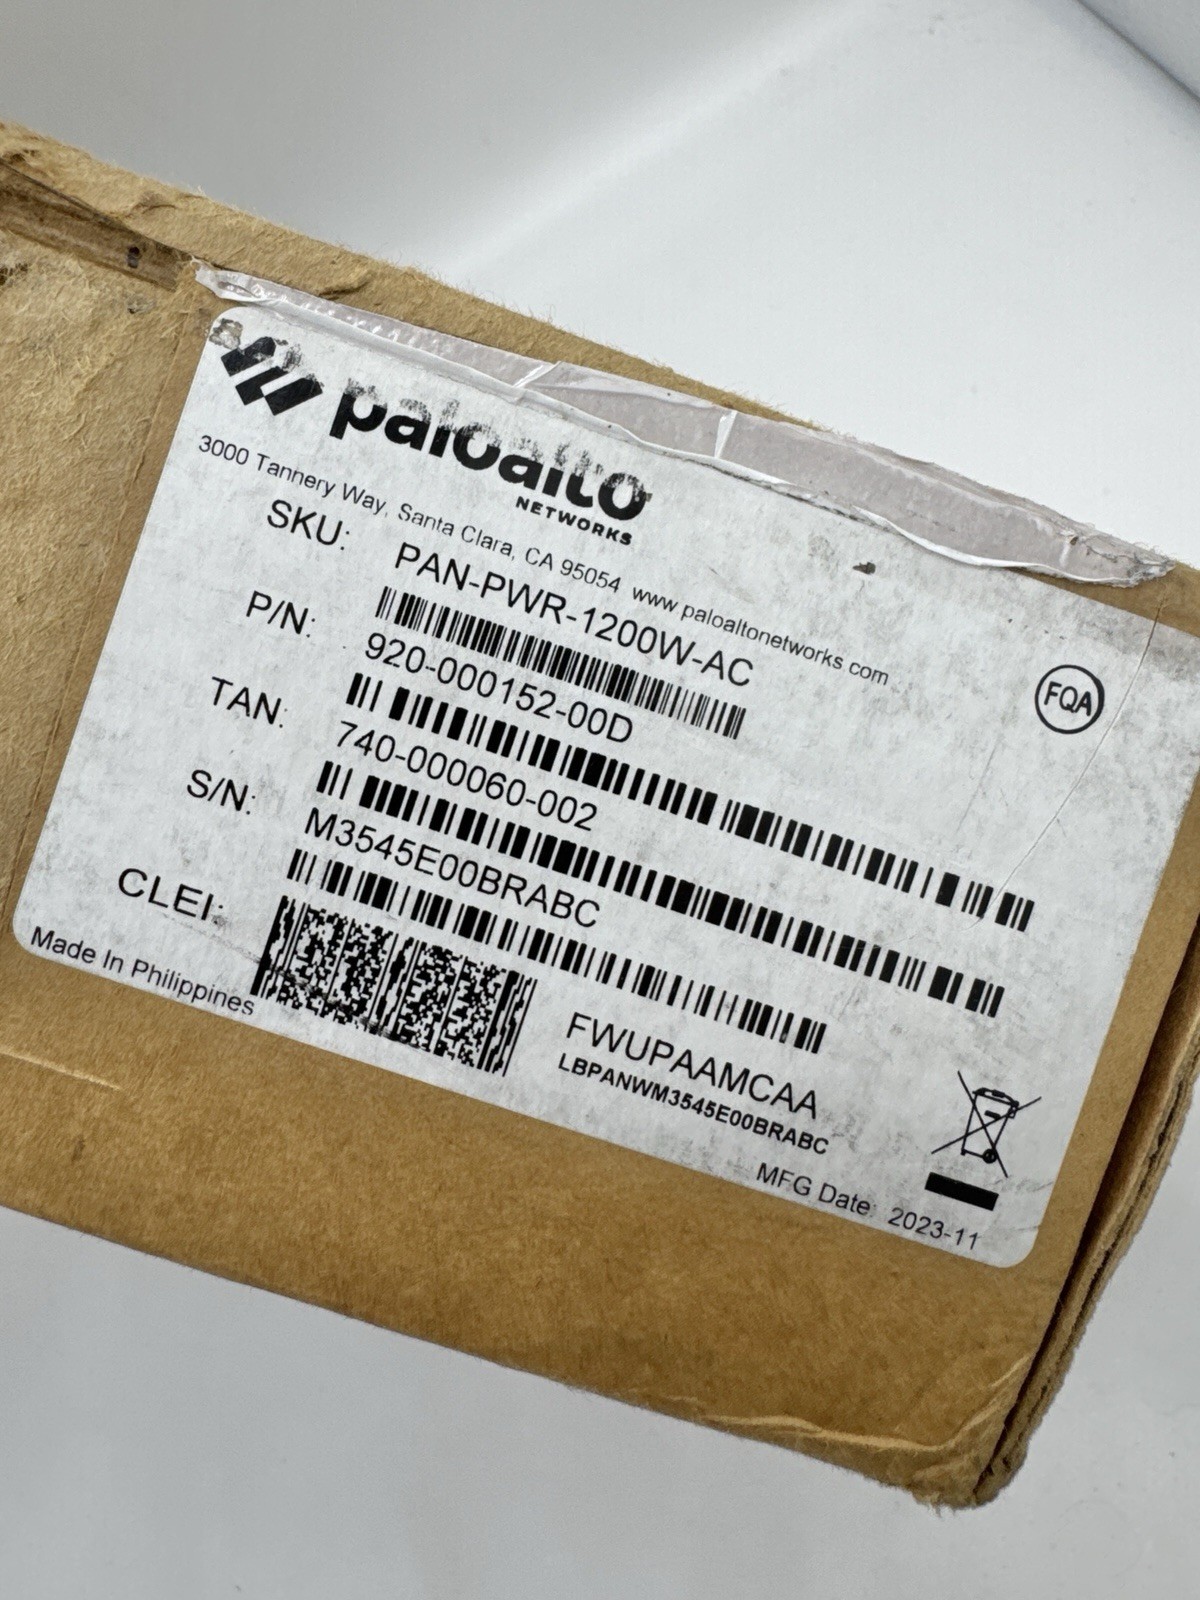 paloalto
NETWORKS
3000 Tannery Way, Santa Clara, CA 95054 www paloaltonetworks com
SKU: PAN-PWR-1200W-AC
P/N: 920-000152-00D
FQA
TAN: 740-000060-002
S/N: M3545E00BRABC
CLEI: FWUPAAMCAA
LBPANWM3545E00BRABC
Made In Philippines
MFG Date: 2023-11